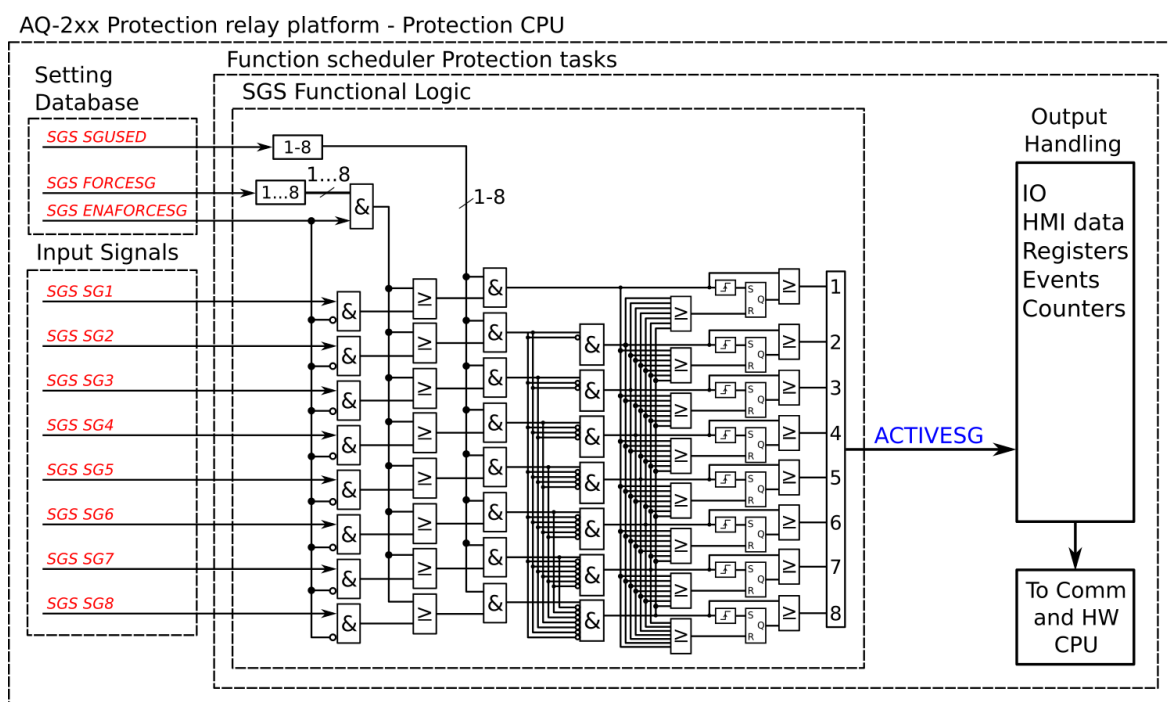 AQ-2xx Protection relay platform - Protection CPU
Function scheduler Protection tasks
Setting
Database
SGS Functional Logic
SGS SGUSED
1-8
SGS FORCESG
1...8
1...8
&
1-8
SGS ENAFORCESG
Input Signals
SGS SG1
SGS SG2
SGS SG3
SGS SG4
SGS SG5
SGS SG6
SGS SG7
SGS SG8
& ≥ & ≥ S Q R ≥ 1
& ≥ & & ≥ S Q R ≥ 2
& ≥ & & ≥ S Q R ≥ 3
& ≥ & & ≥ S Q R ≥ 4
& ≥ & & ≥ S Q R ≥ 5
& ≥ & & ≥ S Q R ≥ 6
& ≥ & & ≥ S Q R ≥ 7
& ≥ & & ≥ S Q R ≥ 8
ACTIVESG
Output
Handling
IO
HMI data
Registers
Events
Counters
To Comm
and HW
CPU